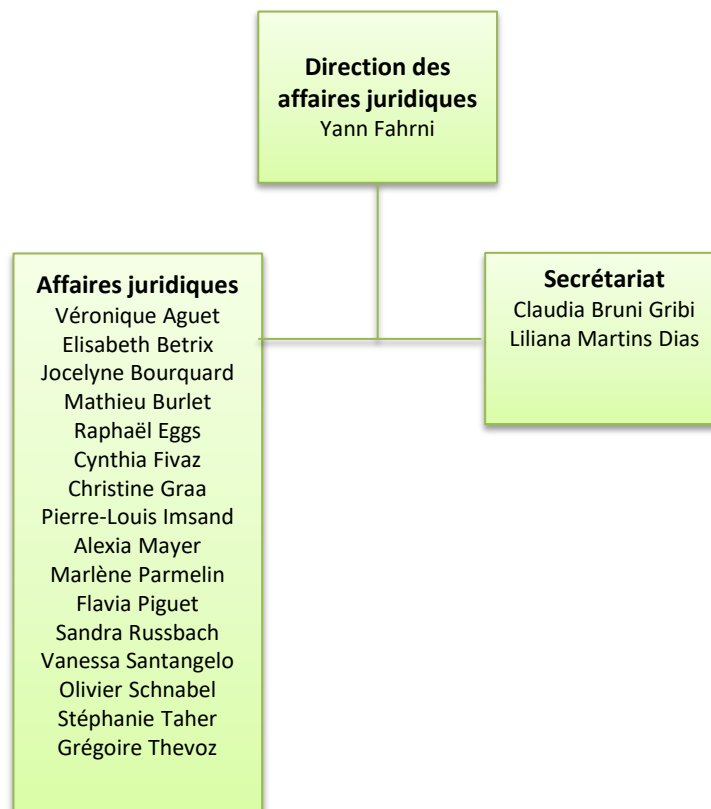 Direction des
affaires juridiques
Yann Fahrni
Affaires juridiques
Véronique Aguet
Elisabeth Betrix
Jocelyne Bourquard
Mathieu Burlet
Raphaël Eggs
Cynthia Fivaz
Christine Graa
Pierre-Louis Imsand
Alexia Mayer
Marlène Parmelin
Flavia Piguet
Sandra Russbach
Vanessa Santangelo
Olivier Schnabel
Stéphanie Taher
Grégoire Thevoz
Secrétariat
Claudia Bruni Gribi
Liliana Martins Dias